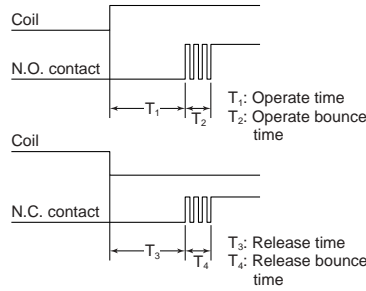 Coil
N.O. contact
T₁
T₂
T₁: Operate time
T₂: Operate bounce
time
Coil
N.C. contact
T₃
T₄
T₃: Release time
T₄: Release bounce
time